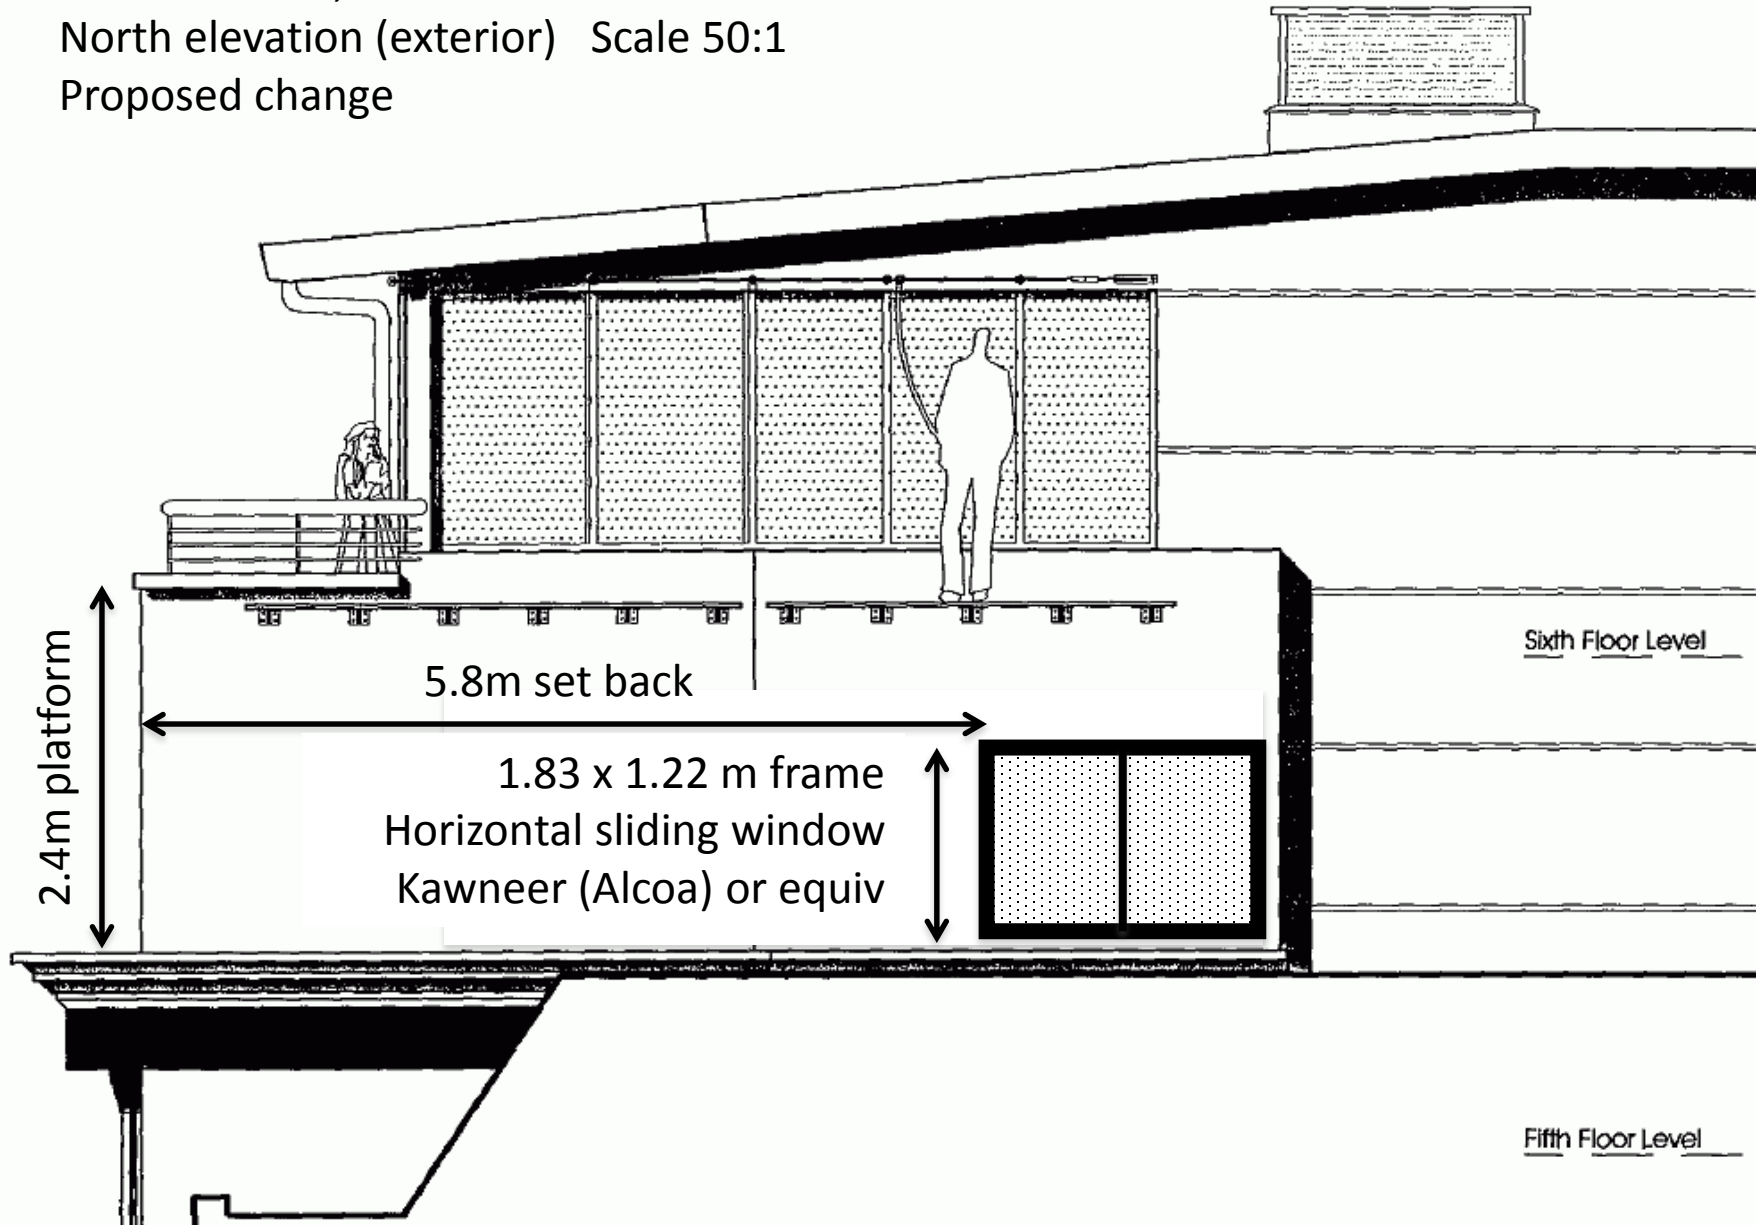 North elevation (exterior) Scale 50:1
Proposed change
Sixth Floor Level
5.8m set back
2.4m platform
1.83 x 1.22 m frame
Horizontal sliding window
Kawneer (Alcoa) or equiv
Fifth Floor Level